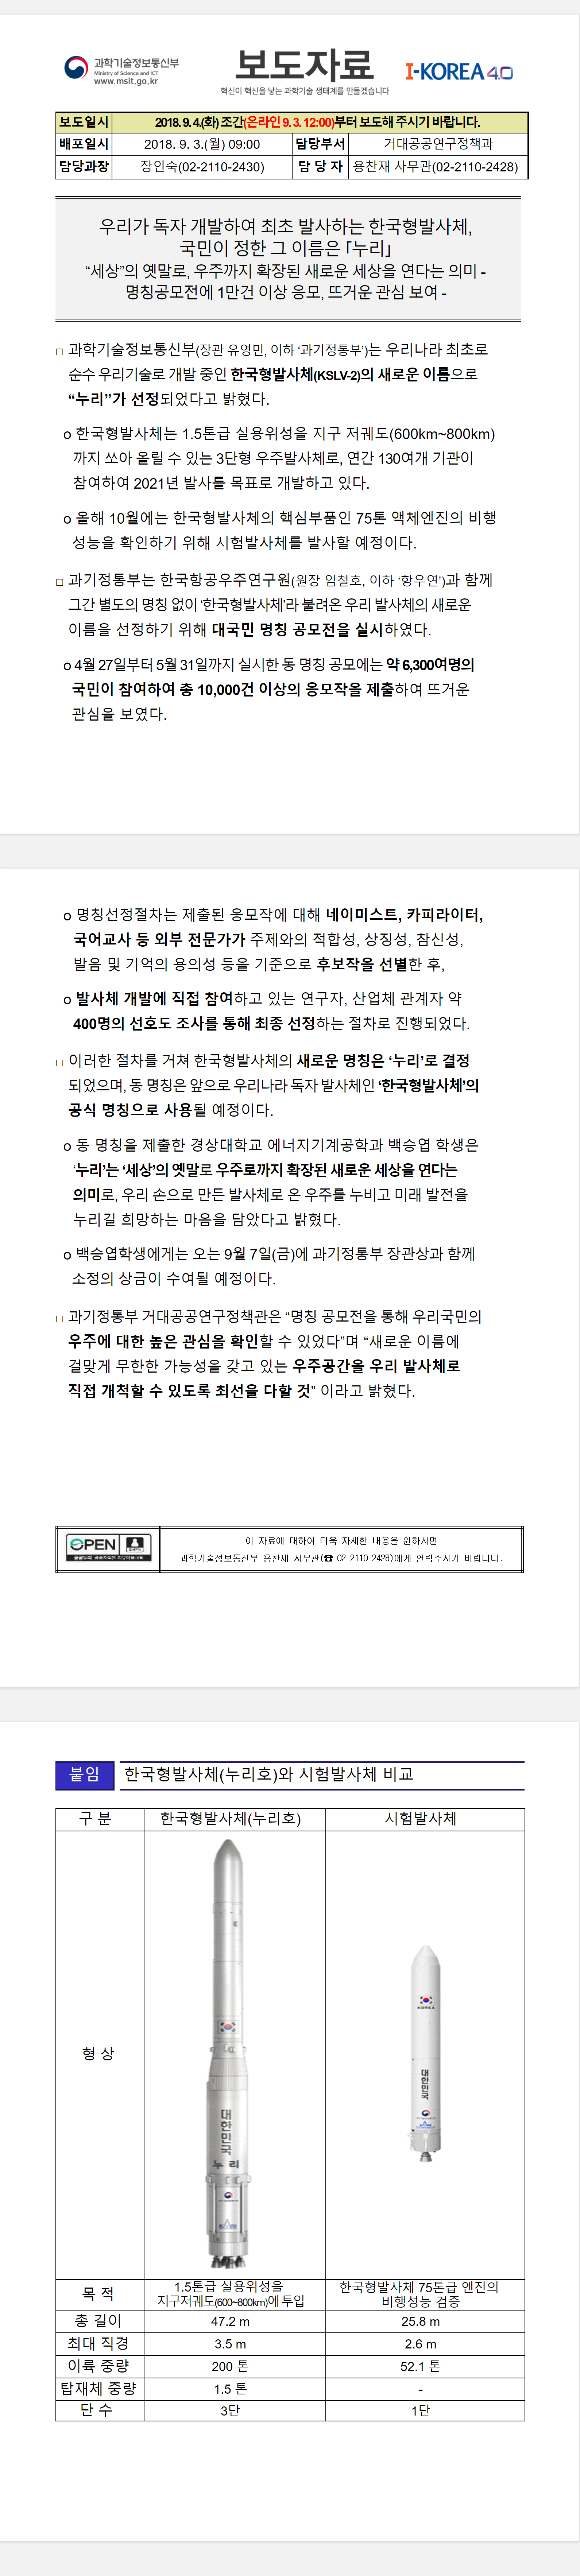 과학기술정보통신부
Ministry of Science and ICT
www.msit.go.kr
보도자료
혁신이 혁신을 낳는 과학기술 생태계를 만들겠습니다
I-KOREA 4.0
보도일시 2018. 9. 4.(화) 조간(온라인 9. 3. 12:00)부터 보도해 주시기 바랍니다.
배포일시 2018. 9. 3.(월) 09:00 담당부서 거대공공연구정책과
담당과장 장인숙(02-2110-2430) 담 당 자 용찬재 사무관(02-2110-2428)
우리가 독자 개발하여 최초 발사하는 한국형발사체,
국민이 정한 그 이름은 「누리」
“세상”의 옛말로, 우주까지 확장된 새로운 세상을 연다는 의미 -
명칭공모전에 1만건 이상 응모, 뜨거운 관심 보여 -
□ 과학기술정보통신부(장관 유영민, 이하 ‘과기정통부’)는 우리나라 최초로
순수 우리기술로 개발 중인 한국형발사체(KSLV-2)의 새로운 이름으로
“누리”가 선정되었다고 밝혔다.
o 한국형발사체는 1.5톤급 실용위성을 지구 저궤도(600km~800km)
까지 쏘아 올릴 수 있는 3단형 우주발사체로, 연간 130여개 기관이
참여하여 2021년 발사를 목표로 개발하고 있다.
o 올해 10월에는 한국형발사체의 핵심부품인 75톤 액체엔진의 비행
성능을 확인하기 위해 시험발사체를 발사할 예정이다.
□ 과기정통부는 한국항공우주연구원(원장 임철호, 이하 ‘항우연’)과 함께
그간 별도의 명칭 없이 ‘한국형발사체’라 불려온 우리 발사체의 새로운
이름을 선정하기 위해 대국민 명칭 공모전을 실시하였다.
o 4월 27일부터 5월 31일까지 실시한 동 명칭 공모에는 약 6,300여명의
국민이 참여하여 총 10,000건 이상의 응모작을 제출하여 뜨거운
관심을 보였다.
o 명칭선정절차는 제출된 응모작에 대해 네이미스트, 카피라이터,
국어교사 등 외부 전문가가 주제와의 적합성, 상징성, 참신성,
발음 및 기억의 용의성 등을 기준으로 후보작을 선별한 후,
o 발사체 개발에 직접 참여하고 있는 연구자, 산업체 관계자 약
400명의 선호도 조사를 통해 최종 선정하는 절차로 진행되었다.
□ 이러한 절차를 거쳐 한국형발사체의 새로운 명칭은 ‘누리’로 결정
되었으며, 동 명칭은 앞으로 우리나라 독자 발사체인 ‘한국형발사체’의
공식 명칭으로 사용될 예정이다.
o 동 명칭을 제출한 경상대학교 에너지기계공학과 백승엽 학생은
‘누리’는 ‘세상’의 옛말로 우주로까지 확장된 새로운 세상을 연다는
의미로, 우리 손으로 만든 발사체로 온 우주를 누비고 미래 발전을
누리길 희망하는 마음을 담았다고 밝혔다.
o 백승엽학생에게는 오는 9월 7일(금)에 과기정통부 장관상과 함께
소정의 상금이 수여될 예정이다.
□ 과기정통부 거대공공연구정책관은 “명칭 공모전을 통해 우리국민의
우주에 대한 높은 관심을 확인할 수 있었다”며 “새로운 이름에
걸맞게 무한한 가능성을 갖고 있는 우주공간을 우리 발사체로
직접 개척할 수 있도록 최선을 다할 것” 이라고 밝혔다.
OPEN
이 자료에 대하여 더욱 자세한 내용을 원하시면
과학기술정보통신부 용찬재 사무관(☎ 02-2110-2428)에게 연락주시기 바랍니다.
붙임 한국형발사체(누리호)와 시험발사체 비교
구 분 한국형발사체(누리호) 시험발사체
형 상
KOREA
대한민국
대한민국
누 리
목 적 1.5톤급 실용위성을 지구저궤도(600~800km)에 투입 한국형발사체 75톤급 엔진의 비행성능 검증
총 길이 47.2 m 25.8 m
최대 직경 3.5 m 2.6 m
이륙 중량 200 톤 52.1 톤
탑재체 중량 1.5 톤 -
단 수 3단 1단